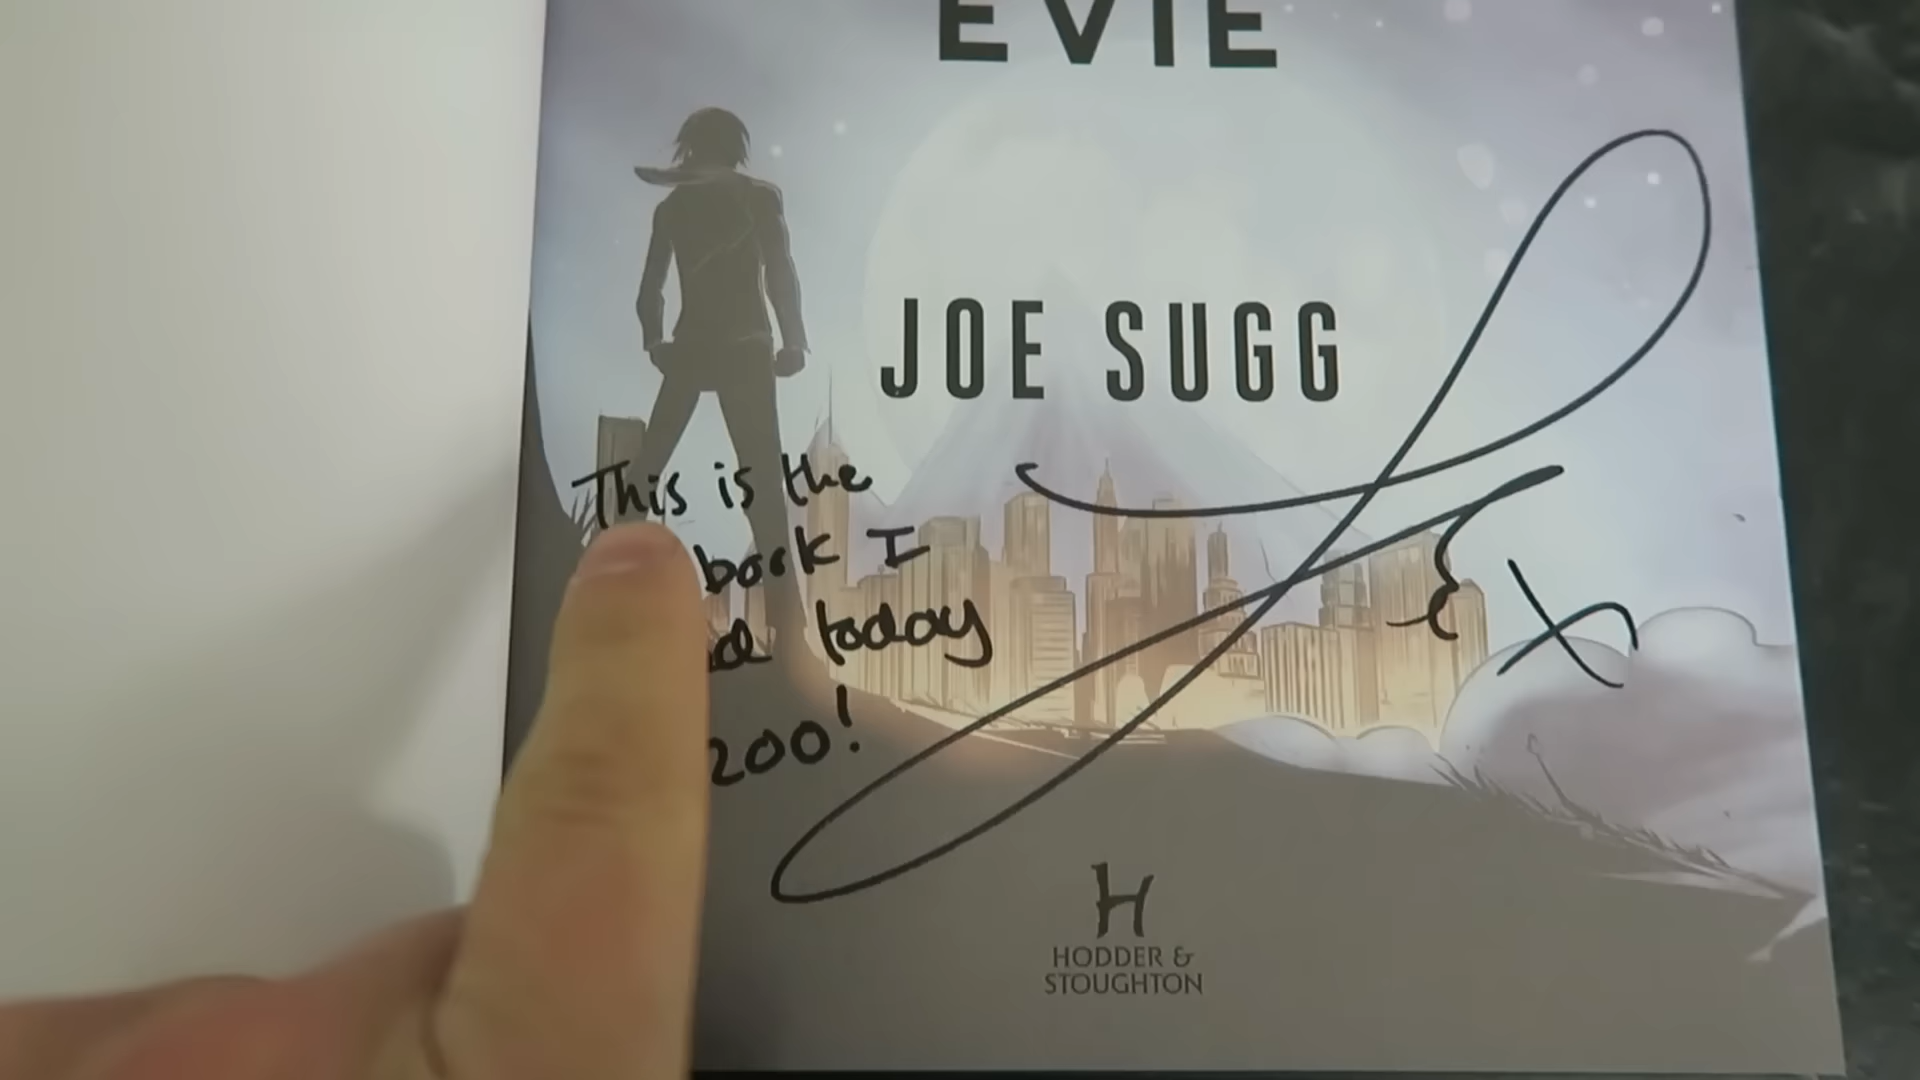 EVIE
JOE SUGG
This is the
book I
today
200!
x
HODDER &
STOUGHTON